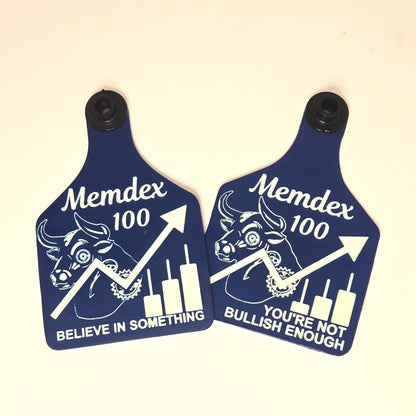 Memdex
100
BELIEVE IN SOMETHING
Memdex
100
YOU'RE NOT
BULLISH ENOUGH